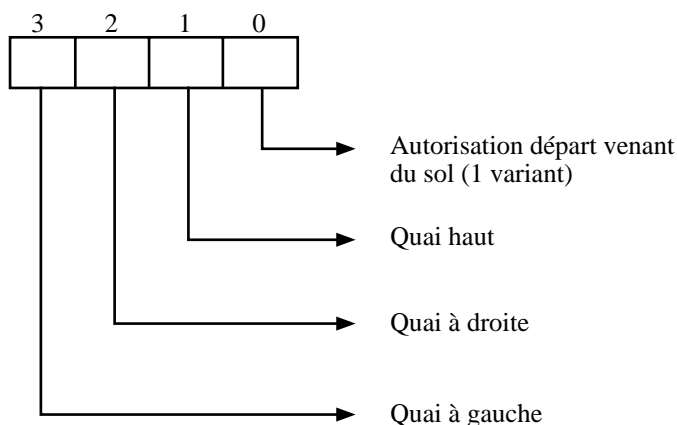 3 2 1 0
Autorisation départ venant
du sol (1 variant)
Quai haut
Quai à droite
Quai à gauche